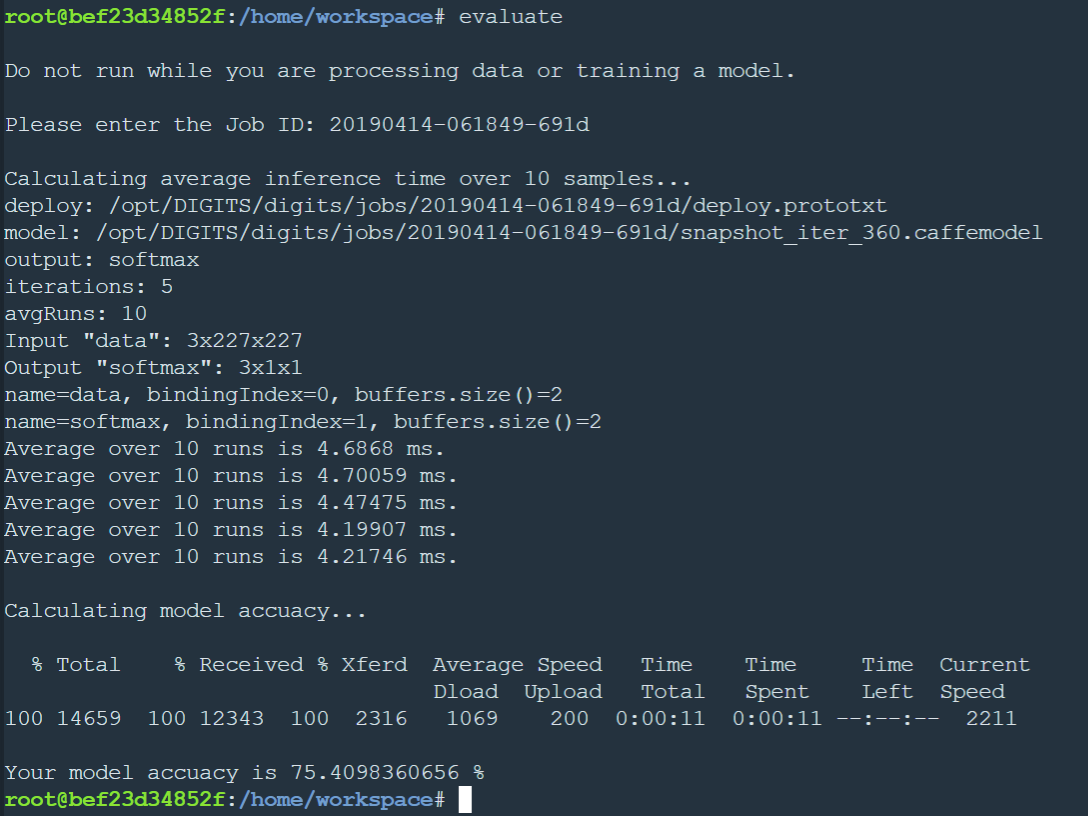 root@bef23d34852f:/home/workspace# evaluate
Do not run while you are processing data or training a model.
Please enter the Job ID: 20190414-061849-691d
Calculating average inference time over 10 samples...
deploy: /opt/DIGITS/digits/jobs/20190414-061849-691d/deploy.prototxt
model: /opt/DIGITS/digits/jobs/20190414-061849-691d/snapshot_iter_360.caffemodel
output: softmax
iterations: 5
avgRuns: 10
Input "data": 3x227x227
Output "softmax": 3x1x1
name=data, bindingIndex=0, buffers.size()=2
name=softmax, bindingIndex=1, buffers.size()=2
Average over 10 runs is 4.6868 ms.
Average over 10 runs is 4.70059 ms.
Average over 10 runs is 4.47475 ms.
Average over 10 runs is 4.19907 ms.
Average over 10 runs is 4.21746 ms.
Calculating model accuacy...
  % Total    % Received % Xferd  Average Speed   Time    Time     Time  Current
                                 Dload  Upload   Total   Spent    Left  Speed
100 14659  100 12343  100  2316   1069    200  0:00:11  0:00:11 --:--:--  2211
Your model accuacy is 75.4098360656 %
root@bef23d34852f:/home/workspace#